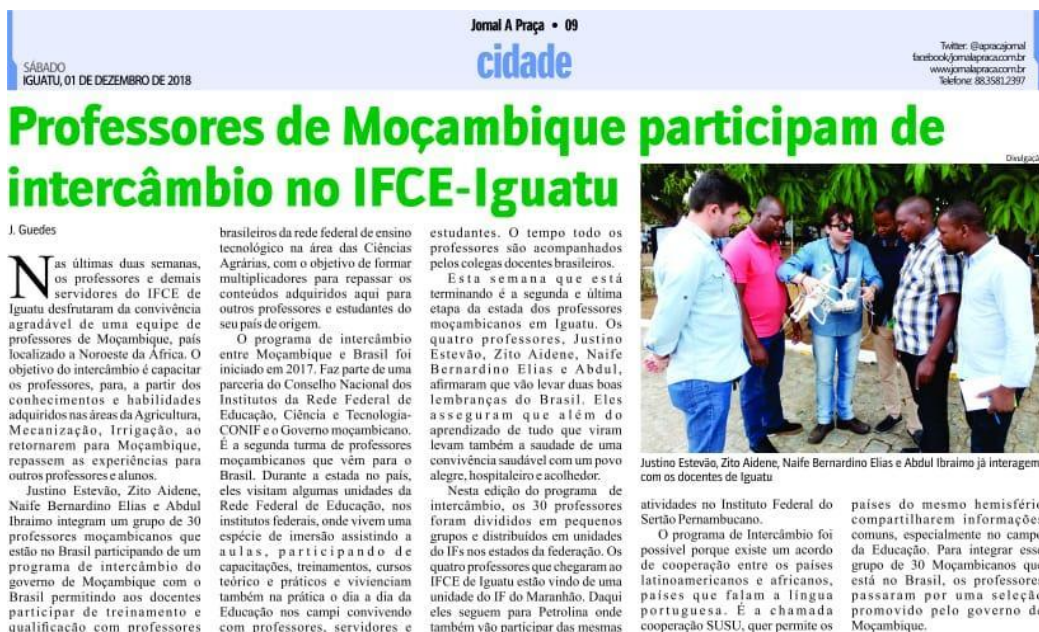 Jornal A Praça • 09
SÁBADO
IGUATU, 01 DE DEZEMBRO DE 2018
cidade
Twitter: @apracajornal
facebook/jornalapraca.com.br
www.jornalapraca.com.br
Telefone: 88.3581.2397
Professores de Moçambique participam de
intercâmbio no IFCE-Iguatu
J. Guedes
Nas últimas duas semanas,
os professores e demais
servidores do IFCE de
Iguatu desfrutaram da convivência
agradável de uma equipe de
professores de Moçambique, país
localizado a Noroeste da África. O
objetivo do intercâmbio é capacitar
os professores, para, a partir dos
conhecimentos e habilidades
adquiridos nas áreas da Agricultura,
Mecanização, Irrigação, ao
retornarem para Moçambique,
repassem as experiências para
outros professores e alunos.
Justino Estevão, Zito Aidene,
Naife Bernardino Elias e Abdul
Ibraimo integram um grupo de 30
professores moçambicanos que
estão no Brasil participando de um
programa de intercâmbio do
governo de Moçambique com o
Brasil permitindo aos docentes
participar de treinamento e
qualificação com professores
brasileiros da rede federal de ensino
tecnológico na área das Ciências
Agrárias, com o objetivo de formar
multiplicadores para repassar os
conteúdos adquiridos aqui para
outros professores e estudantes do
seu país de origem.
O programa de intercâmbio
entre Moçambique e Brasil foi
iniciado em 2017. Faz parte de uma
parceria do Conselho Nacional dos
Institutos da Rede Federal de
Educação, Ciência e Tecnologia-
CONIF e o Governo moçambicano.
É a segunda turma de professores
moçambicanos que vêm para o
Brasil. Durante a estada no país,
eles visitam algumas unidades da
Rede Federal de Educação, nos
institutos federais, onde vivem uma
espécie de imersão assistindo a
aulas, participando de
capacitações, treinamentos, cursos
teórico e práticos e vivienciam
também na prática o dia a dia da
Educação nos campi convivendo
com professores, servidores e
estudantes. O tempo todo os
professores são acompanhados
pelos colegas docentes brasileiros.
Esta semana que está
terminando é a segunda e última
etapa da estada dos professores
moçambicanos em Iguatu. Os
quatro professores, Justino
Estevão, Zito Aidene, Naife
Bernardino Elias e Abdul,
afirmaram que vão levar duas boas
lembranças do Brasil. Eles
asseguram que além do
aprendizado de tudo que viram
levam também a saudade de uma
convivência saudável com um povo
alegre, hospitaleiro e acolhedor.
Nesta edição do programa de
intercâmbio, os 30 professores
foram divididos em pequenos
grupos e distribuídos em unidades
do IFs nos estados da federação. Os
quatro professores que chegaram ao
IFCE de Iguatu estão vindo de uma
unidade do IF do Maranhão. Daqui
eles seguem para Petrolina onde
também vão participar das mesmas
Divulgaçã
Justino Estevão, Zito Aidene, Naife Bernardino Elias e Abdul Ibraimo já interagem
com os docentes de Iguatu
atividades no Instituto Federal do
Sertão Pernambucano.
O programa de Intercâmbio foi
possível porque existe um acordo
de cooperação entre os países
latinoamericanos e africanos,
países que falam a língua
portuguesa. É a chamada
cooperação SUSU, quer permite os
países do mesmo hemisféri
compartilharem informaçõe
comuns, especialmente no camp
da Educação. Para integrar ess
grupo de 30 Moçambicanos qu
está no Brasil, os professore
passaram por uma seleçã
promovido pelo governo d
Moçambique.